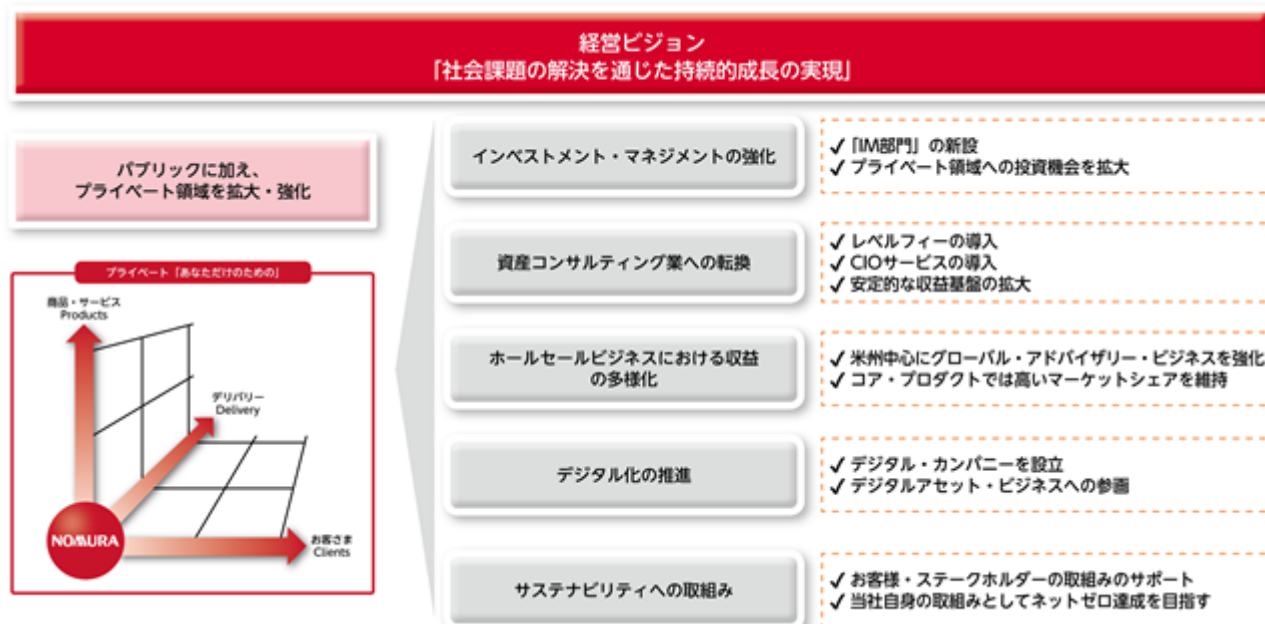 経営ビジョン
「社会課題の解決を通じた持続的成長の実現」
パブリックに加え、
プライベート領域を拡大・強化
プライベート「あなただけのための」
商品・サービス
Products
デリバリー
Delivery
NOMURA
お客さま
Clients
インベストメント・マネジメントの強化
✓「IM部門」の新設
✓プライベート領域への投資機会を拡大
資産コンサルティング業への転換
✓レベルフィーの導入
✓CIOサービスの導入
✓安定的な収益基盤の拡大
ホールセールビジネスにおける収益
の多様化
✓米州中心にグローバル・アドバイザリー・ビジネスを強化
✓コア・プロダクトでは高いマーケットシェアを維持
デジタル化の推進
✓デジタル・カンパニーを設立
✓デジタルアセット・ビジネスへの参画
サステナビリティへの取組み
✓お客様・ステークホルダーの取組みのサポート
✓当社自身の取組みとしてネットゼロ達成を目指す